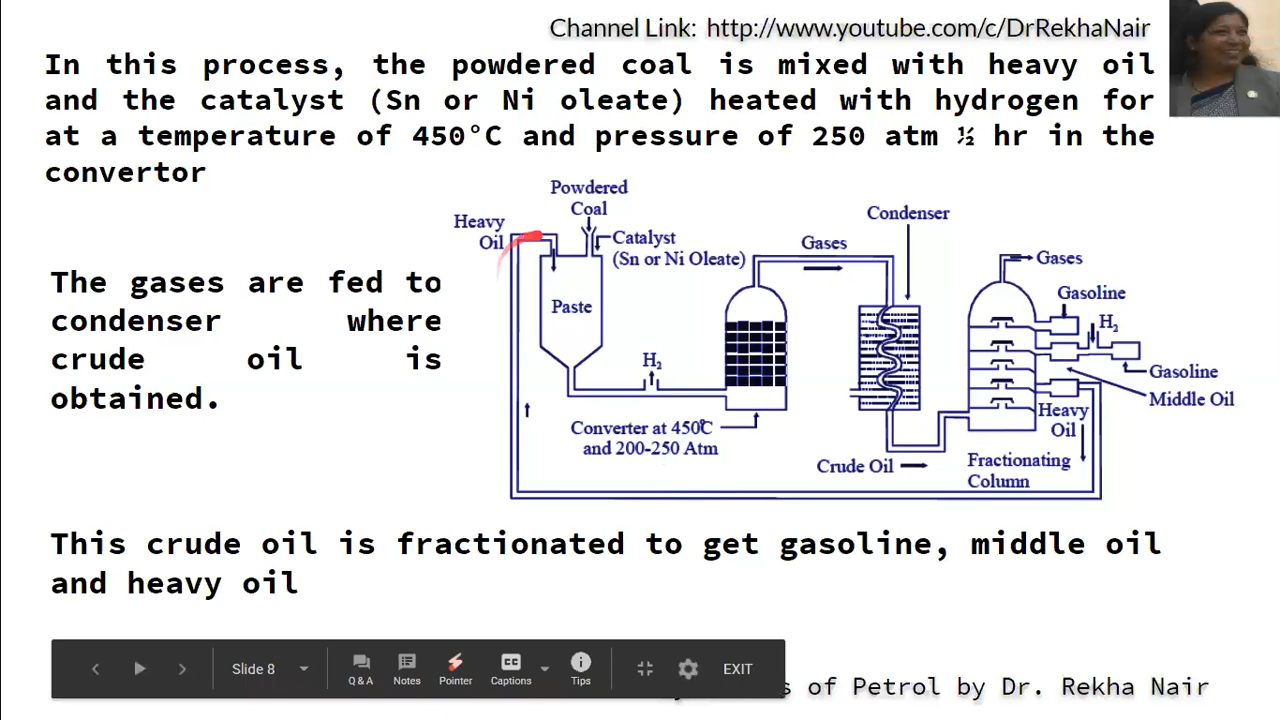 Channel Link: http://www.youtube.com/c/DrRekhaNair
In this process, the powdered coal is mixed with heavy oil
and the catalyst (Sn or Ni oleate) heated with hydrogen for
at a temperature of 450°C and pressure of 250 atm ½ hr in the
convertor
Powdered
Coal
Heavy
Oil
Catalyst
(Sn or Ni Oleate)
Gases
Condenser
Gases
Gasoline
H₂
Paste
The gases are fed to
condenser where
crude oil is
obtained.
H₂
Gasoline
Middle Oil
Heavy
Oil
Converter at 450°C
and 200-250 Atm
Crude Oil
Fractionating
Column
This crude oil is fractionated to get gasoline, middle oil
and heavy oil
Slide 8
Q & A
Notes
Pointer
CC
Captions
Tips
EXIT
of Petrol by Dr. Rekha Nair